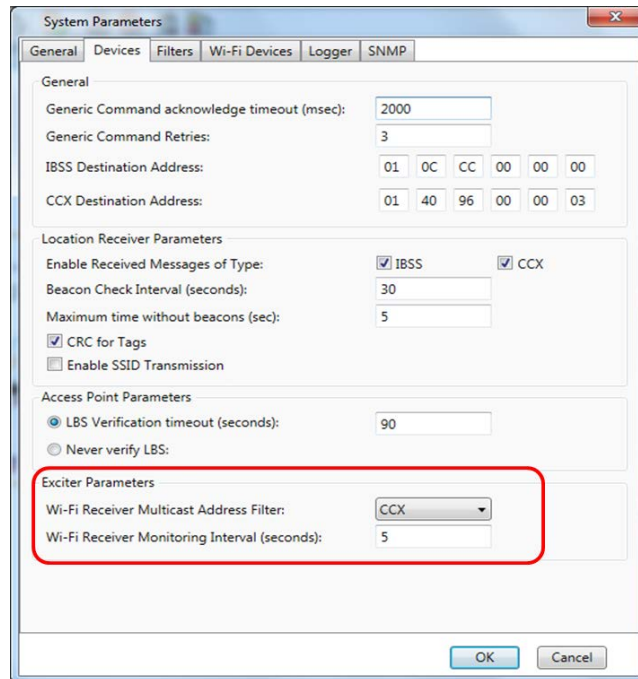 System Parameters
General Devices Filters Wi-Fi Devices Logger SNMP
General
Generic Command acknowledge timeout (msec): 2000
Generic Command Retries: 3
IBSS Destination Address: 01 0C CC 00 00 00
CCX Destination Address: 01 40 96 00 00 03
Location Receiver Parameters
Enable Received Messages of Type: IBSS CCX
Beacon Check Interval (seconds): 30
Maximum time without beacons (sec): 5
CRC for Tags
Enable SSID Transmission
Access Point Parameters
LBS Verification timeout (seconds): 90
Never verify LBS:
Exciter Parameters
Wi-Fi Receiver Multicast Address Filter: CCX
Wi-Fi Receiver Monitoring Interval (seconds): 5
OK Cancel